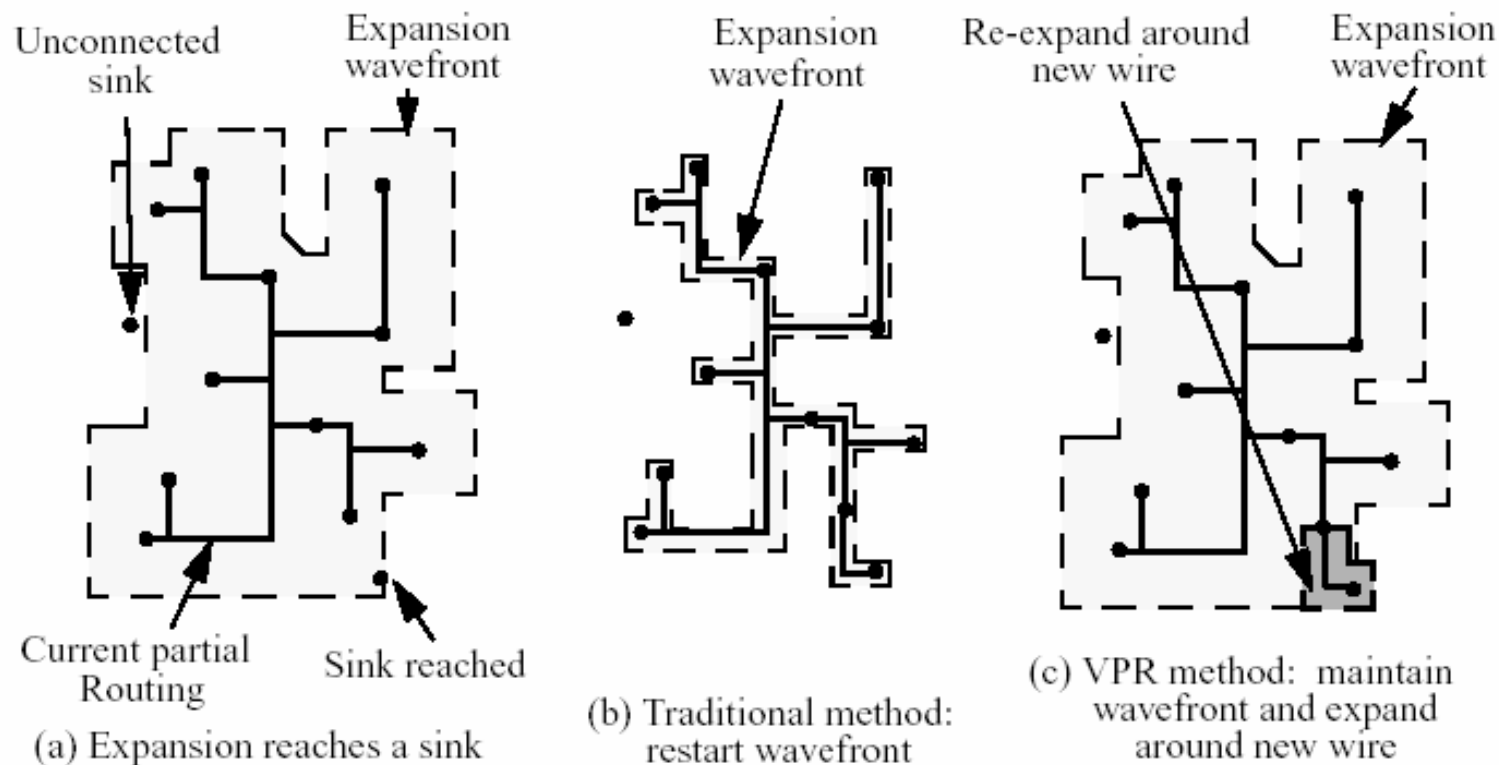 Unconnected
sink
Expansion
wavefront
Current partial
Routing
Sink reached
(a) Expansion reaches a sink
Expansion
wavefront
(b) Traditional method:
restart wavefront
Re-expand around
new wire
Expansion
wavefront
(c) VPR method: maintain
wavefront and expand
around new wire